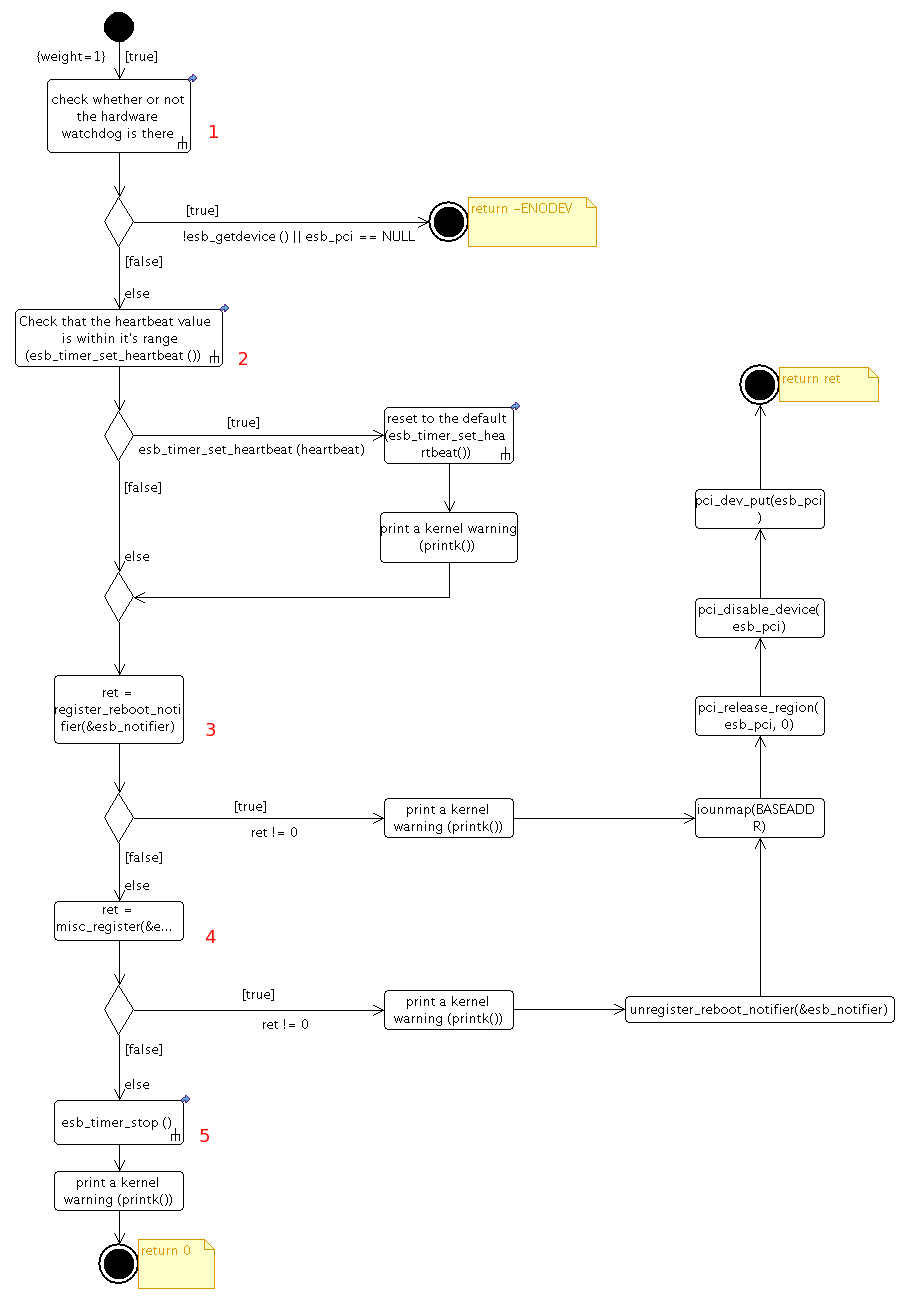 {weight=1}
[true]
check whether or not
the hardware
watchdog is there
1
[true]
!esb_getdevice () || esb_pci == NULL
return -ENODEV
[false]
else
Check that the heartbeat value
is within it's range
(esb_timer_set_heartbeat ())
2
[true]
esb_timer_set_heartbeat (heartbeat)
reset to the default
(esb_timer_set_hea
rtbeat())
return ret
[false]
else
print a kernel warning
(printk())
pci_dev_put(esb_pci
)
pci_disable_device(
esb_pci)
ret =
register_reboot_noti
fier(&esb_notifier)
3
pci_release_region(
esb_pci, 0)
[true]
ret != 0
print a kernel
warning (printk())
iounmap(BASEADD
R)
[false]
else
ret =
misc_register(&e...
4
[true]
ret != 0
print a kernel
warning (printk())
unregister_reboot_notifier(&esb_notifier)
[false]
else
esb_timer_stop ()
5
print a kernel
warning (printk())
return 0